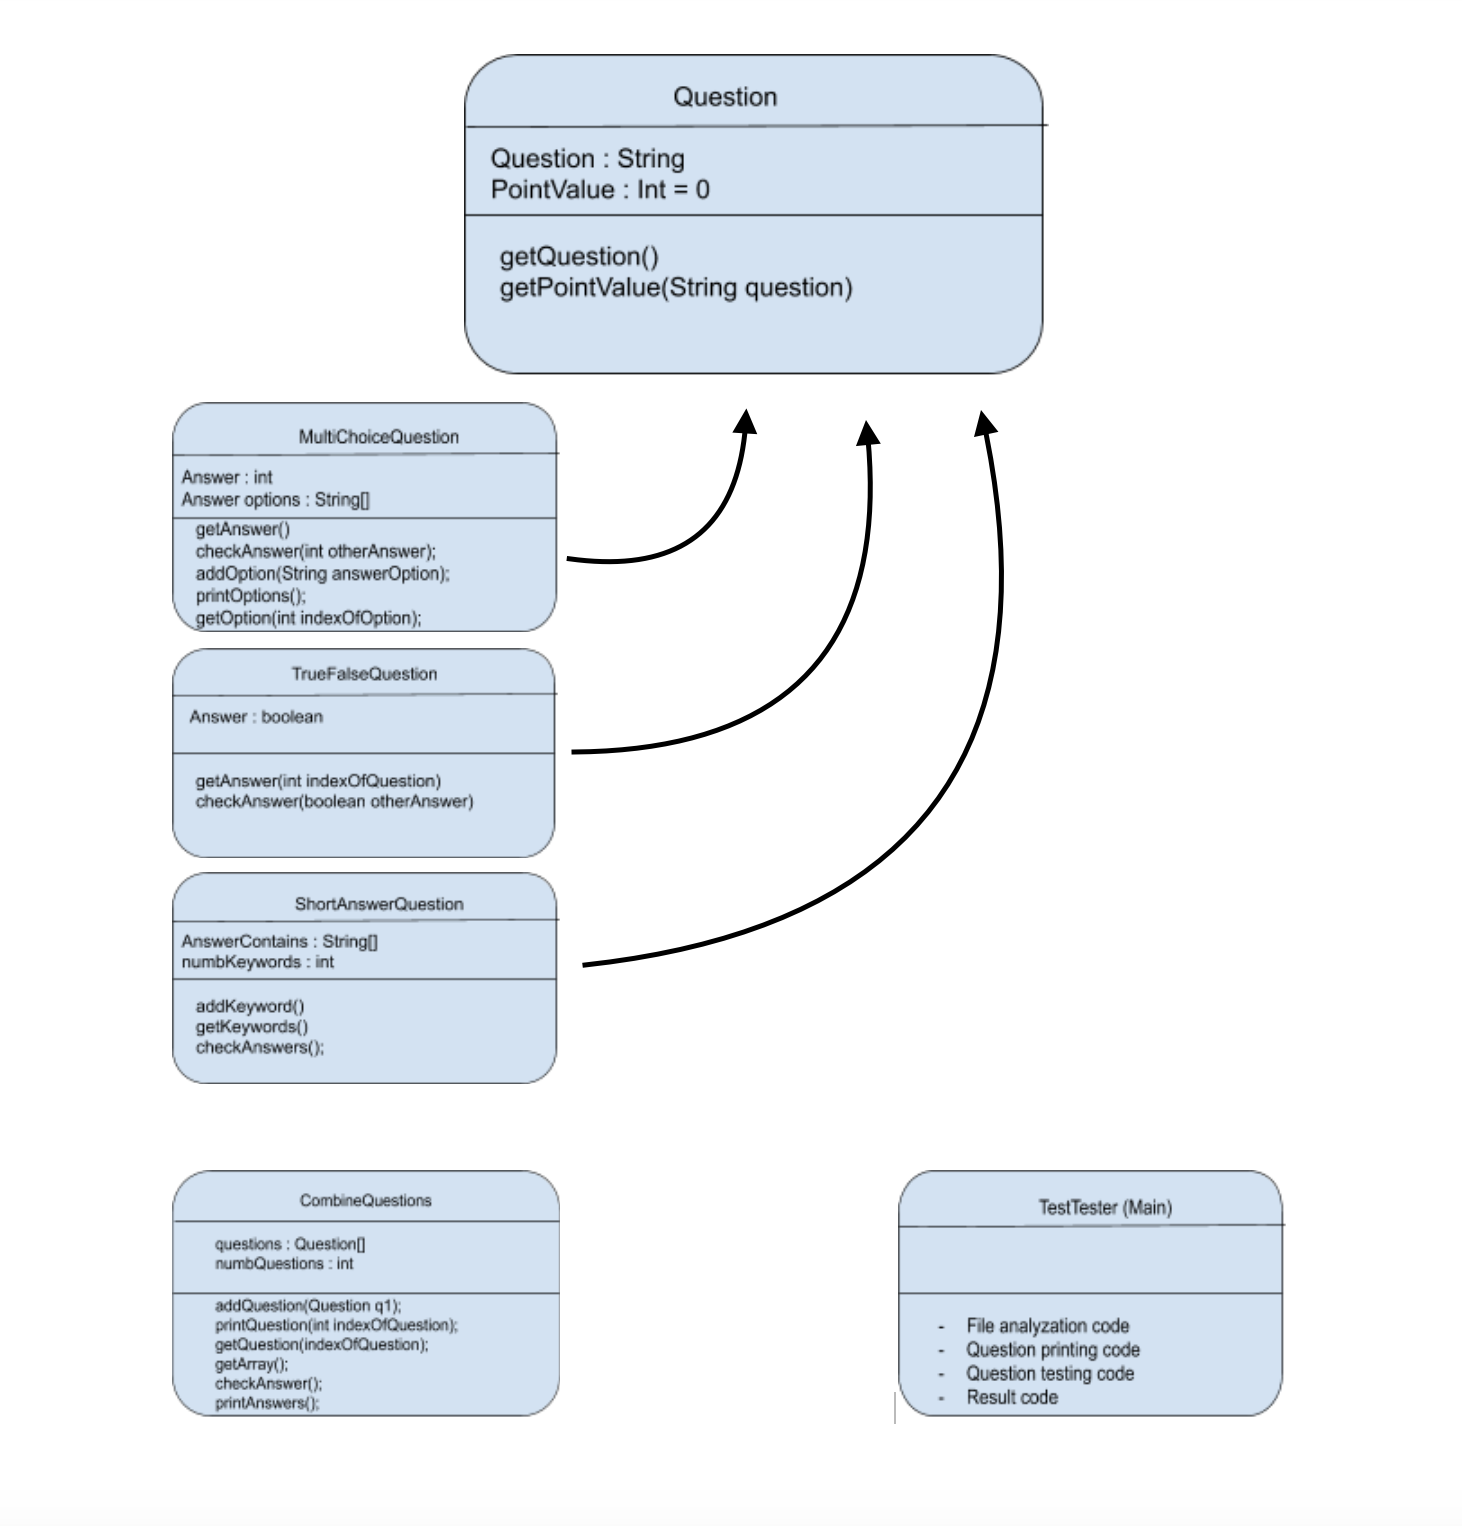 Question
Question : String
PointValue : Int = 0
getQuestion()
getPointValue(String question)
MultiChoiceQuestion
Answer : int
Answer options : String[]
getAnswer()
checkAnswer(int otherAnswer);
addOption(String answerOption);
printOptions();
getOption(int indexOfOption);
TrueFalseQuestion
Answer : boolean
getAnswer(int indexOfQuestion)
checkAnswer(boolean otherAnswer)
ShortAnswerQuestion
AnswerContains : String[]
numbKeywords : int
addKeyword()
getKeywords()
checkAnswers();
CombineQuestions
questions : Question[]
numbQuestions : int
addQuestion(Question q1);
printQuestion(int indexOfQuestion);
getQuestion(indexOfQuestion);
getArray();
checkAnswer();
printAnswers();
TestTester (Main)
- File analyzation code
- Question printing code
- Question testing code
- Result code